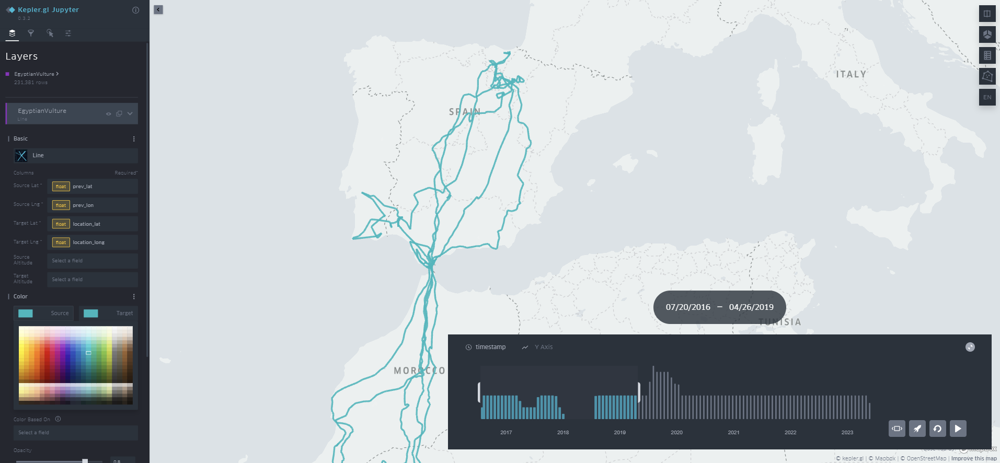 Kepler.gl Jupyter
0.3.2
Layers
EgyptianVulture
231,381 rows
EgyptianVulture
Line
Basic
Line
Columns Required*
Source Lat * float prev_lat
Source Lng * float prev_lon
Target Lat * float location_lat
Target Lng * float location_long
Source Altitude Select a field
Target Altitude Select a field
Color
Source Target
Color Based On
Select a field
Opacity
0.8
SPAIN
ITALY
MOROCCO
TUNISIA
EN
07/20/2016 – 04/26/2019
timestamp Y Axis
2017 2018 2019 2020 2021 2022 2023
mapbox
© kepler.gl | © Mapbox | © OpenStreetMap | Improve this map